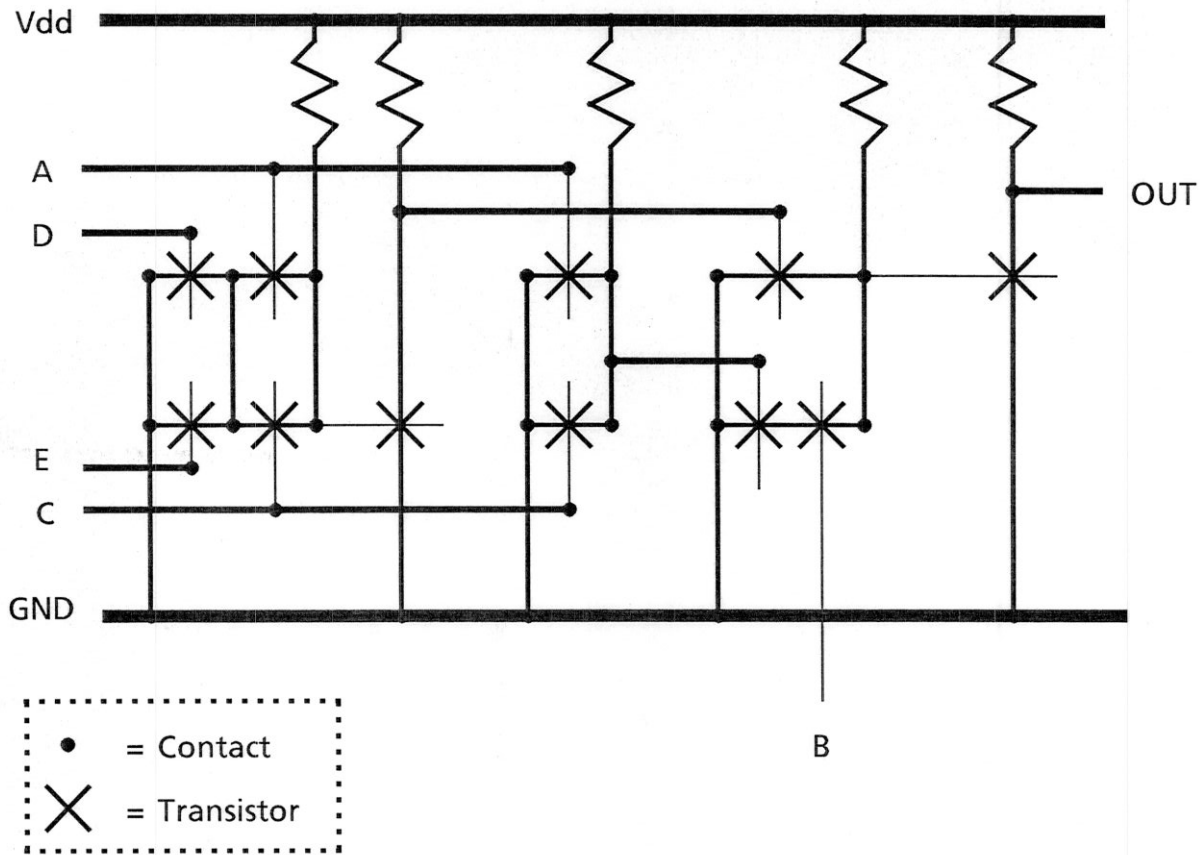 Vdd
A
OUT
D
E
C
GND
B
= Contact
= Transistor